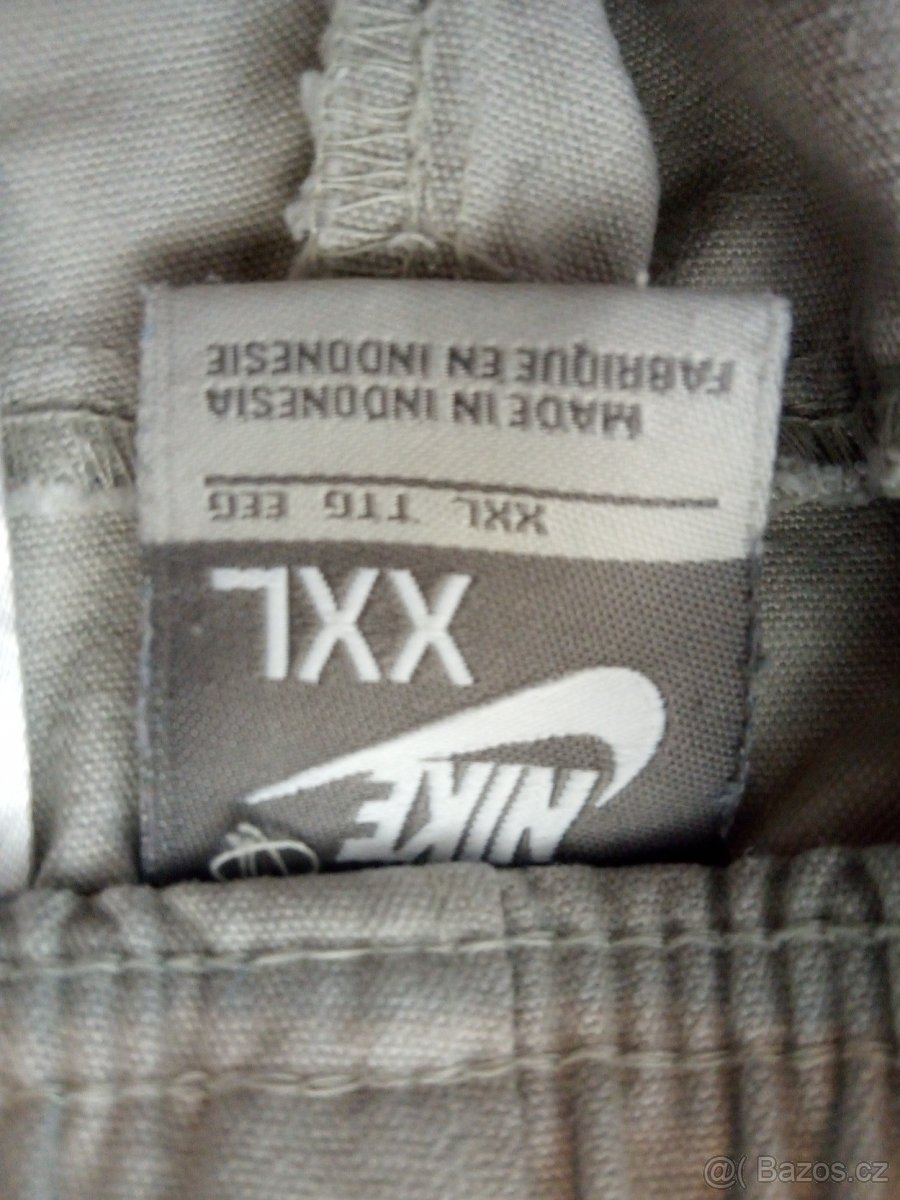 NIKE
XXL
XXL TTG EEG
MADE IN INDONESIA
FABRIQUE EN INDONESIE
@( Bazos.cz